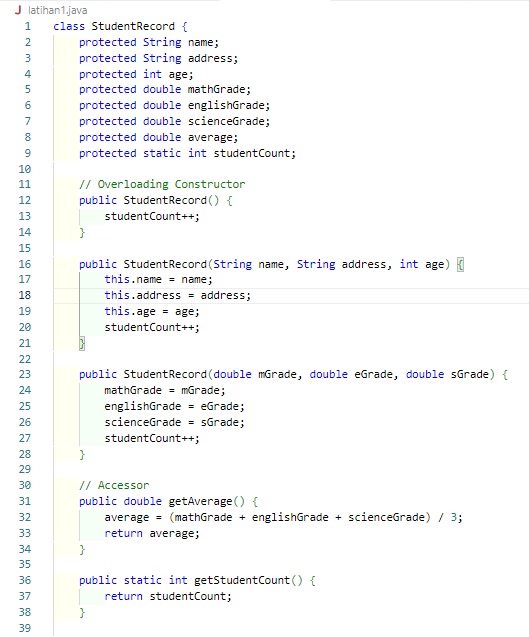 J latihan1.java
1 class StudentRecord {
2 protected String name;
3 protected String address;
4 protected int age;
5 protected double mathGrade;
6 protected double englishGrade;
7 protected double scienceGrade;
8 protected double average;
9 protected static int studentCount;
10
11 // Overloading Constructor
12 public StudentRecord() {
13 studentCount++;
14 }
15
16 public StudentRecord(String name, String address, int age) {
17 this.name = name;
18 this.address = address;
19 this.age = age;
20 studentCount++;
21 }
22
23 public StudentRecord(double mGrade, double eGrade, double sGrade) {
24 mathGrade = mGrade;
25 englishGrade = eGrade;
26 scienceGrade = sGrade;
27 studentCount++;
28 }
29
30 // Accessor
31 public double getAverage() {
32 average = (mathGrade + englishGrade + scienceGrade) / 3;
33 return average;
34 }
35
36 public static int getStudentCount() {
37 return studentCount;
38 }
39